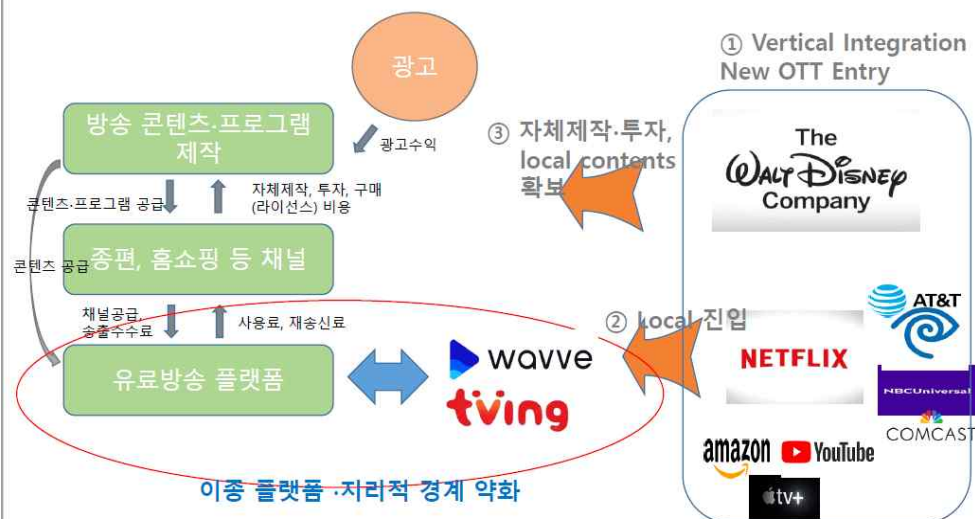 광고
① Vertical Integration
New OTT Entry
방송 콘텐츠·프로그램
제작
광고수익
③ 자체제작·투자,
local contents
확보
The
WALT DISNEY
Company
콘텐츠·프로그램 공급
자체제작, 투자, 구매
(라이선스) 비용
콘텐츠 공급
종편, 홈쇼핑 등 채널
채널공급,
송출수수료
사용료, 재송신료
② Local 진입
AT&T
유료방송 플랫폼
wavve
tving
NETFLIX
NBCUniversal
COMCAST
amazon
YouTube
tv+
이종 플랫폼 ·지리적 경계 약화